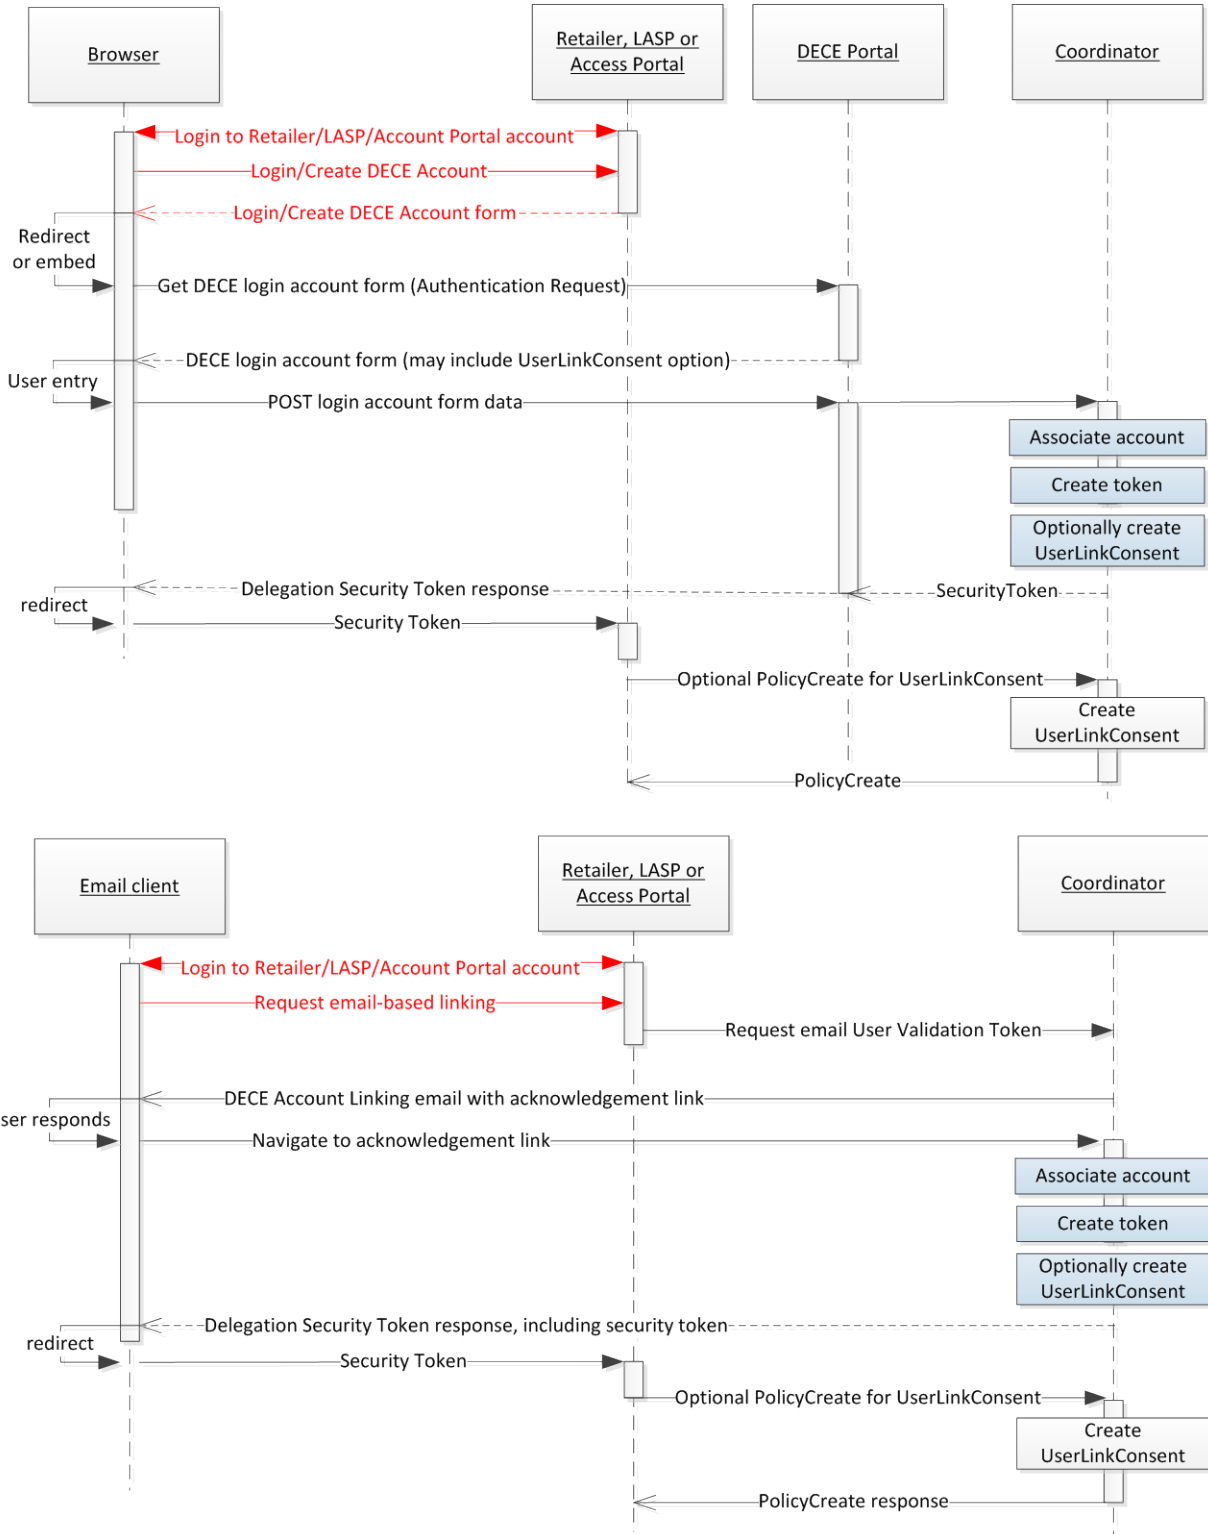 Browser
Retailer, LASP or
Access Portal
DECE Portal
Coordinator
Login to Retailer/LASP/Account Portal account
Login/Create DECE Account
Login/Create DECE Account form
Redirect
or embed
Get DECE login account form (Authentication Request)
DECE login account form (may include UserLinkConsent option)
User entry
POST login account form data
Associate account
Create token
Optionally create
UserLinkConsent
Delegation Security Token response
SecurityToken
redirect
Security Token
Optional PolicyCreate for UserLinkConsent
Create
UserLinkConsent
PolicyCreate
Email client
Retailer, LASP or
Access Portal
Coordinator
Login to Retailer/LASP/Account Portal account
Request email-based linking
Request email User Validation Token
DECE Account Linking email with acknowledgement link
ser responds
Navigate to acknowledgement link
Associate account
Create token
Optionally create
UserLinkConsent
Delegation Security Token response, including security token
redirect
Security Token
Optional PolicyCreate for UserLinkConsent
Create
UserLinkConsent
PolicyCreate response